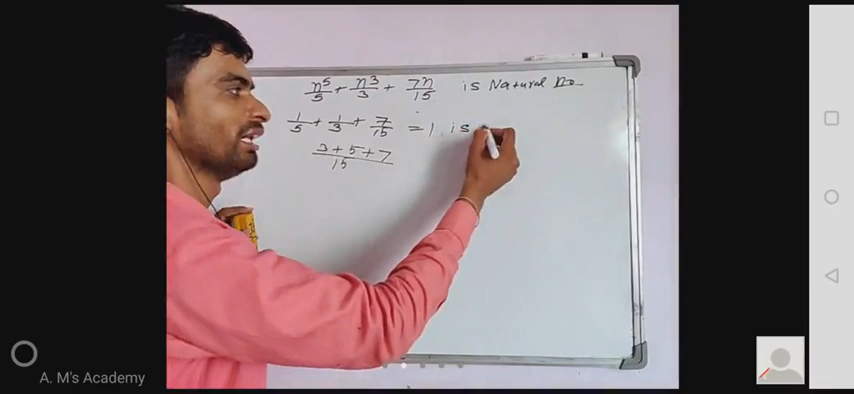 n⁵/5 + n³/3 + 7n/15 is Natural no
1/5 + 1/3 + 7/15 = 1. is
3+5+7/15
A. M's Academy